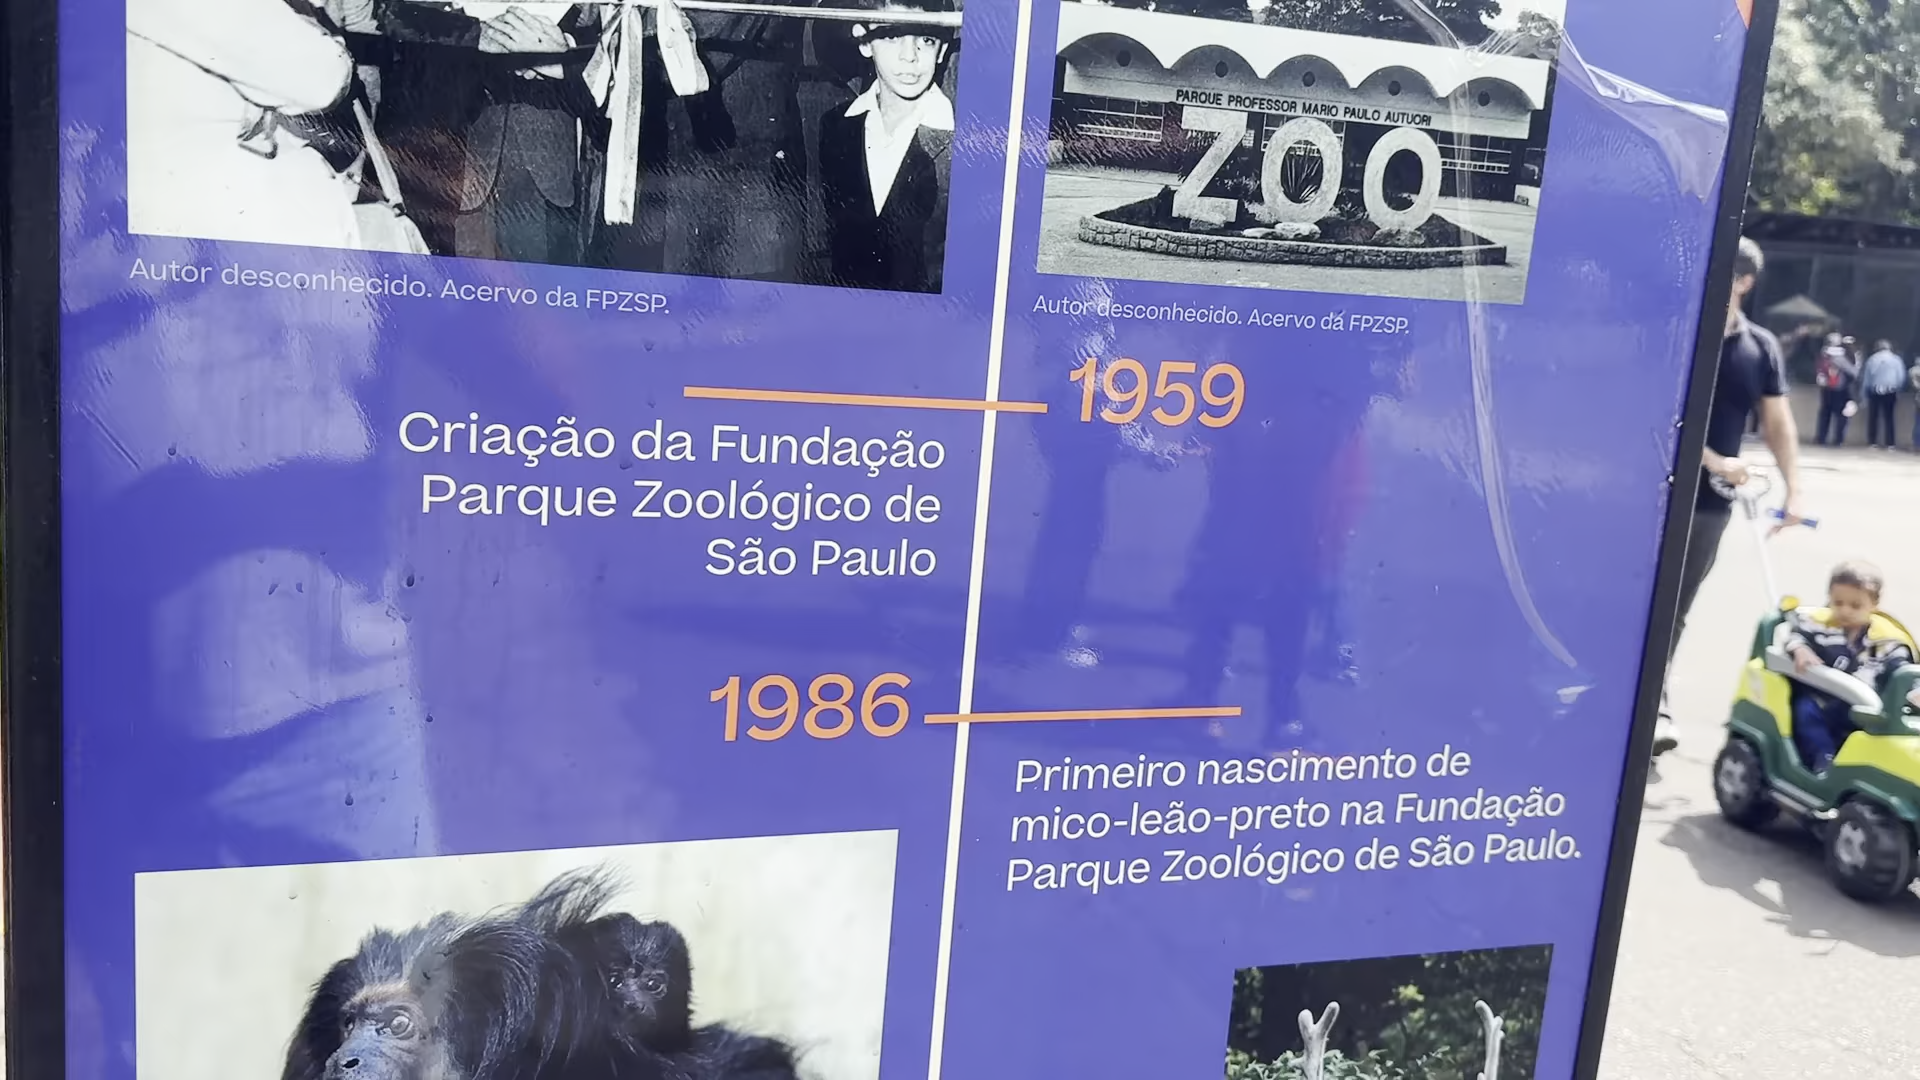 PARQUE PROFESSOR MARIO PAULO AUTUORI
ZOO
Autor desconhecido. Acervo da FPZSP.
Autor desconhecido. Acervo da FPZSP.
1959
Criação da Fundação
Parque Zoológico de
São Paulo
1986
Primeiro nascimento de
mico-leão-preto na Fundação
Parque Zoológico de São Paulo.